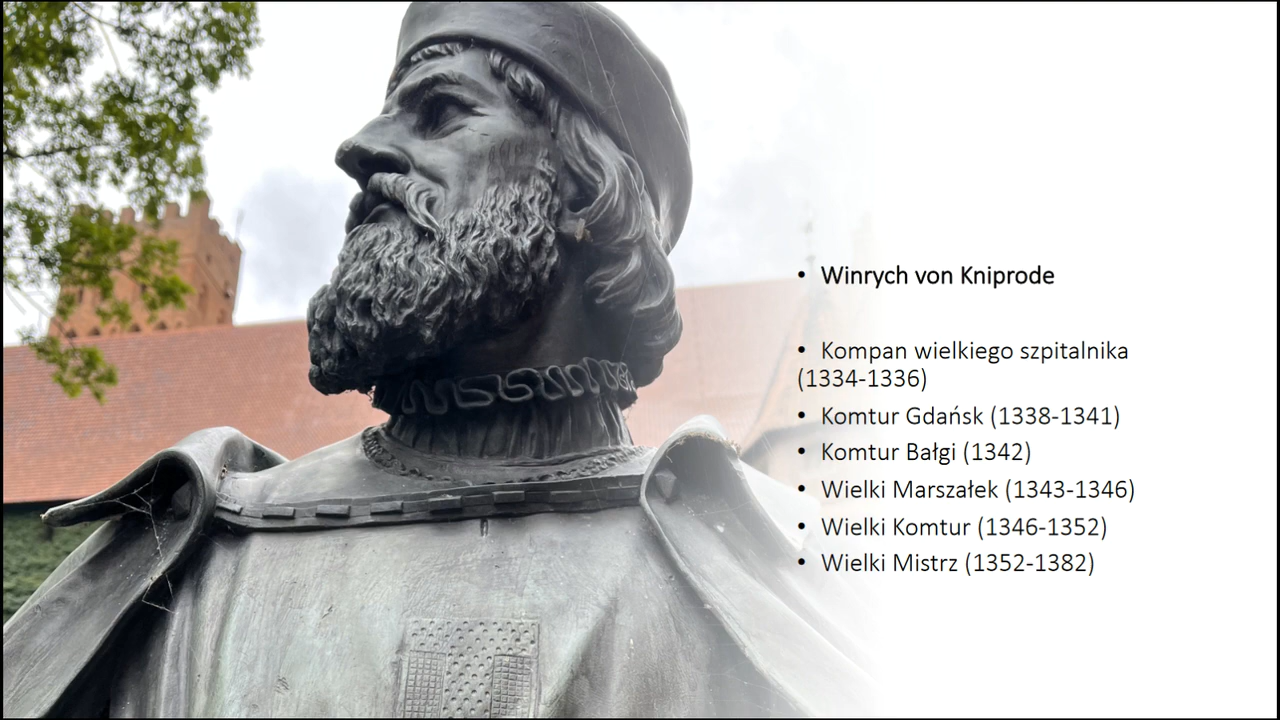 • Winrych von Kniprode
• Kompan wielkiego szpitalnika
(1334-1336)
• Komtur Gdańsk (1338-1341)
• Komtur Bałgi (1342)
• Wielki Marszałek (1343-1346)
• Wielki Komtur (1346-1352)
• Wielki Mistrz (1352-1382)